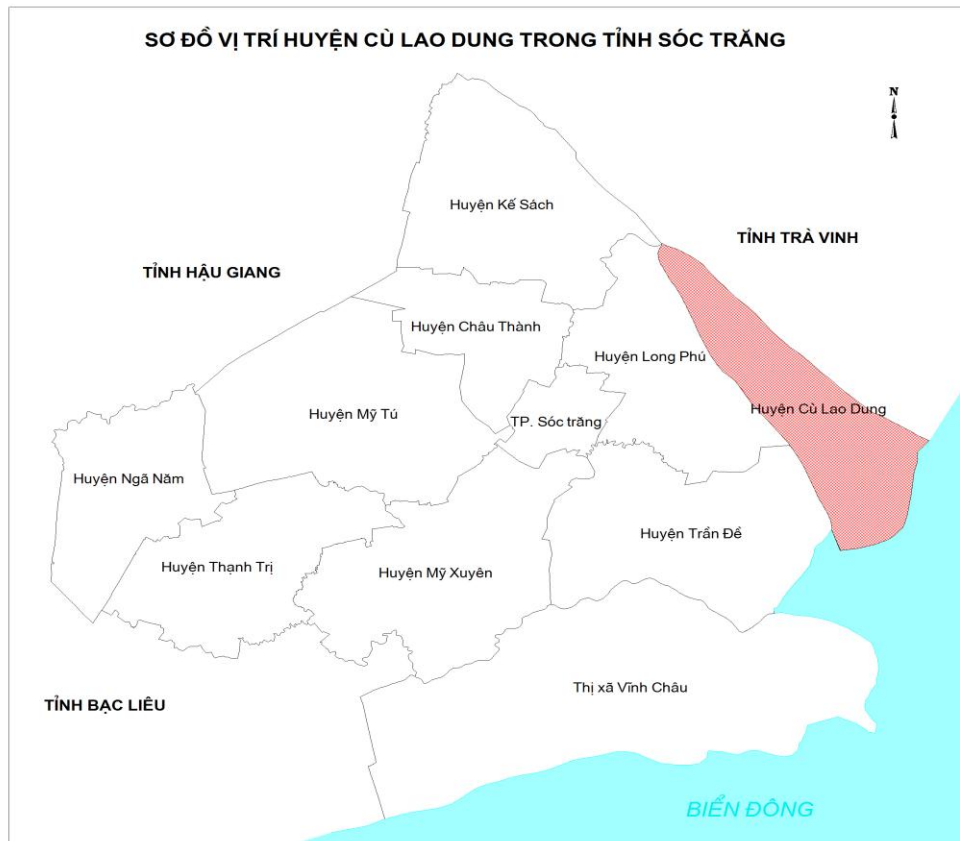 SƠ ĐỒ VỊ TRÍ HUYỆN CÙ LAO DUNG TRONG TỈNH SÓC TRĂNG
N
Huyện Kế Sách
TỈNH TRÀ VINH
TỈNH HẬU GIANG
Huyện Châu Thành
Huyện Long Phú
Huyện Mỹ Tú
TP. Sóc trăng
Huyện Cù Lao Dung
Huyện Ngã Năm
Huyện Trần Đề
Huyện Thạnh Trị
Huyện Mỹ Xuyên
Thị xã Vĩnh Châu
TỈNH BẠC LIÊU
BIỂN ĐÔNG